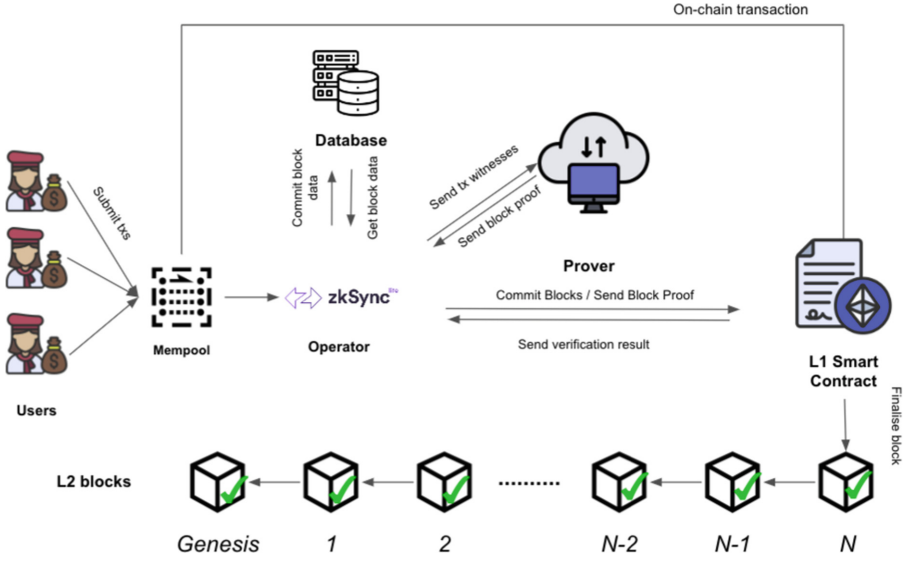 On-chain transaction
Database
Commit block
data
Get block data
Send tx witnesses
Send block proof
Submit txs
Prover
Commit Blocks / Send Block Proof
zkSync
Mempool
Operator
Send verification result
L1 Smart
Contract
Users
Finalise block
L2 blocks
..........
Genesis
1
2
N-2
N-1
N